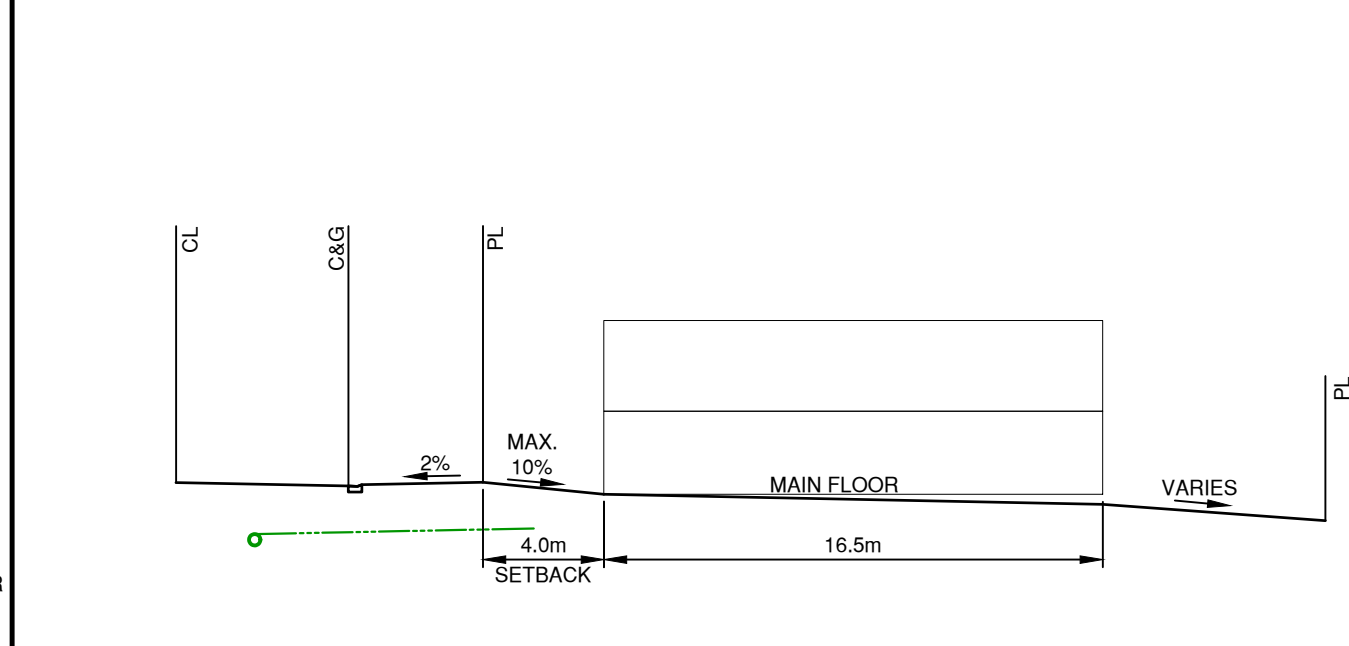 CL
C&G
PL
PL
MAX.
2%
10%
MAIN FLOOR
VARIES
4.0m
16.5m
SETBACK